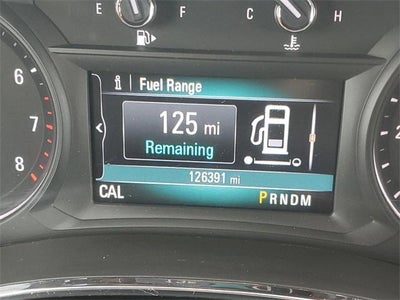 E F C H
i Fuel Range
6
125 mi
7
Remaining
8
126391 mi
CAL PRNDM